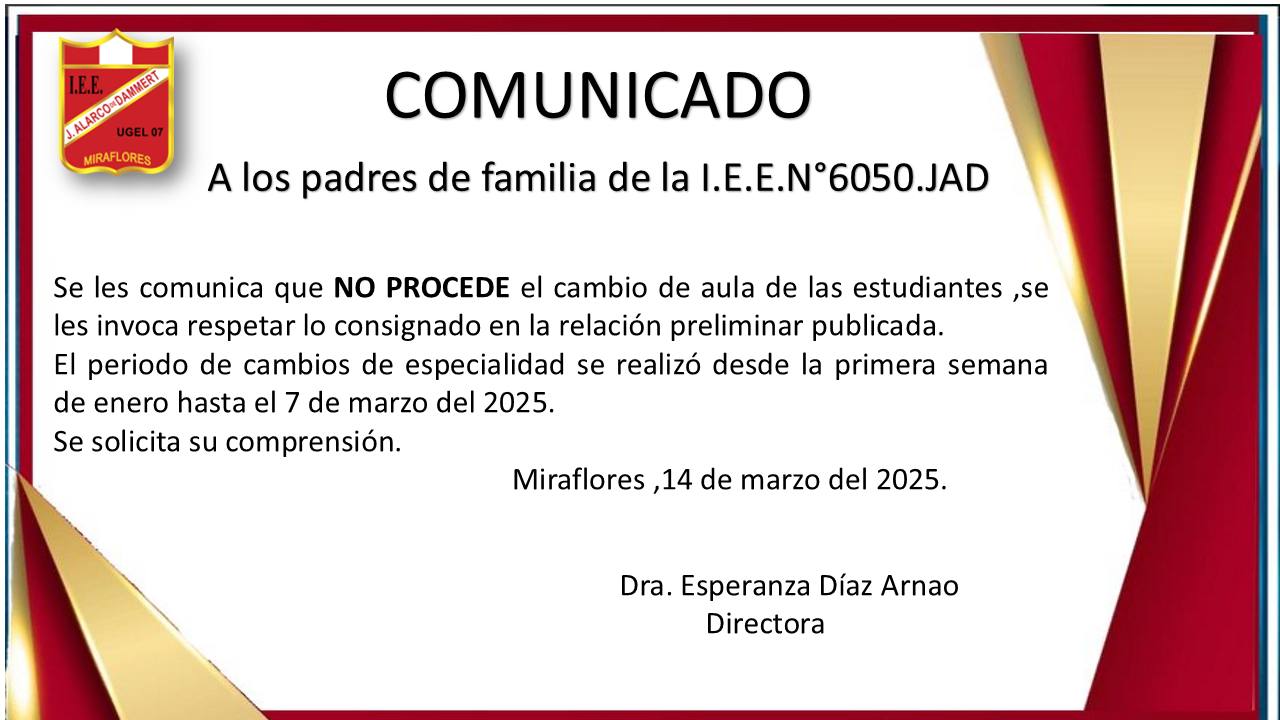 I.E.E.
J. ALARCO DE DAMMERT
UGEL 07
MIRAFLORES
COMUNICADO
A los padres de familia de la I.E.E.N°6050.JAD
Se les comunica que NO PROCEDE el cambio de aula de las estudiantes ,se
les invoca respetar lo consignado en la relación preliminar publicada.
El periodo de cambios de especialidad se realizó desde la primera semana
de enero hasta el 7 de marzo del 2025.
Se solicita su comprensión.
Miraflores ,14 de marzo del 2025.
Dra. Esperanza Díaz Arnao
Directora